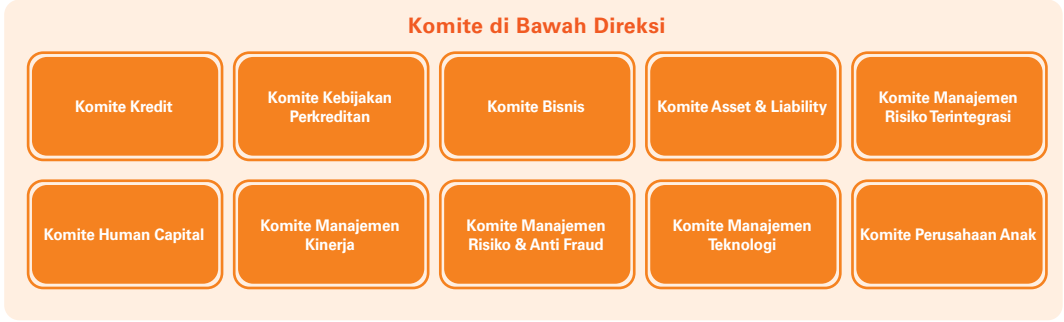 Komite di Bawah Direksi
Komite Kredit
Komite Kebijakan
Perkreditan
Komite Bisnis
Komite Asset & Liability
Komite Manajemen
Risiko Terintegrasi
Komite Human Capital
Komite Manajemen
Kinerja
Komite Manajemen
Risiko & Anti Fraud
Komite Manajemen
Teknologi
Komite Perusahaan Anak